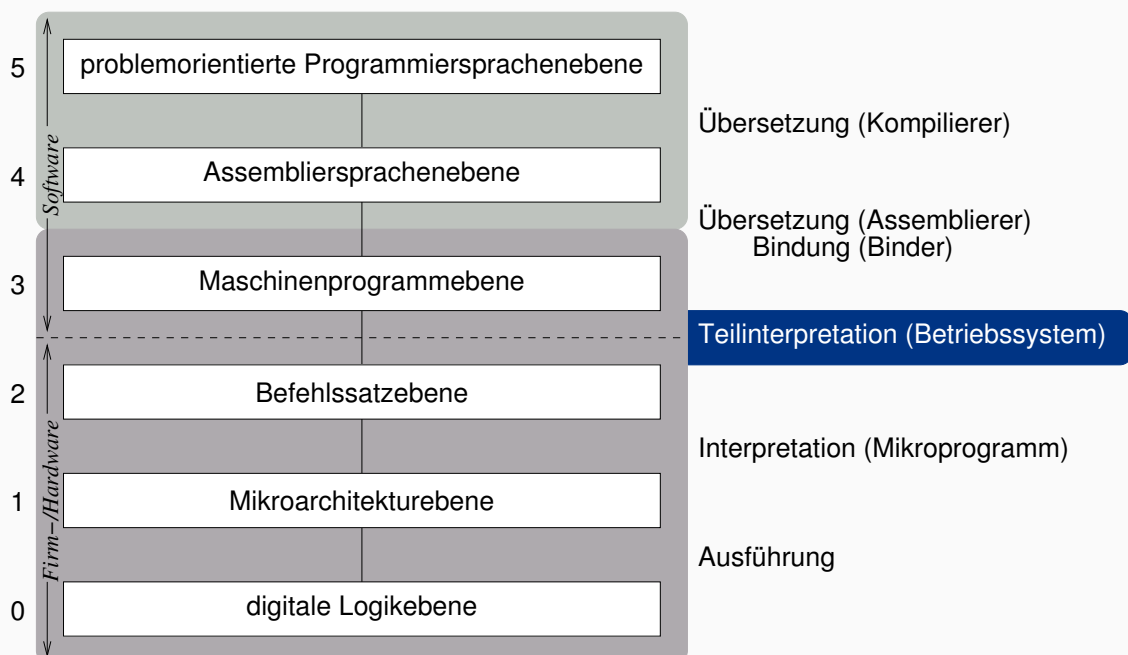 5
problemorientierte Programmiersprachenebene
Übersetzung (Kompilierer)
4
Assembliersprachenebene
Software
Übersetzung (Assemblierer)
Bindung (Binder)
3
Maschinenprogrammebene
Teilinterpretation (Betriebssystem)
2
Befehlssatzebene
Interpretation (Mikroprogramm)
Firm-/Hardware
1
Mikroarchitekturebene
Ausführung
0
digitale Logikebene